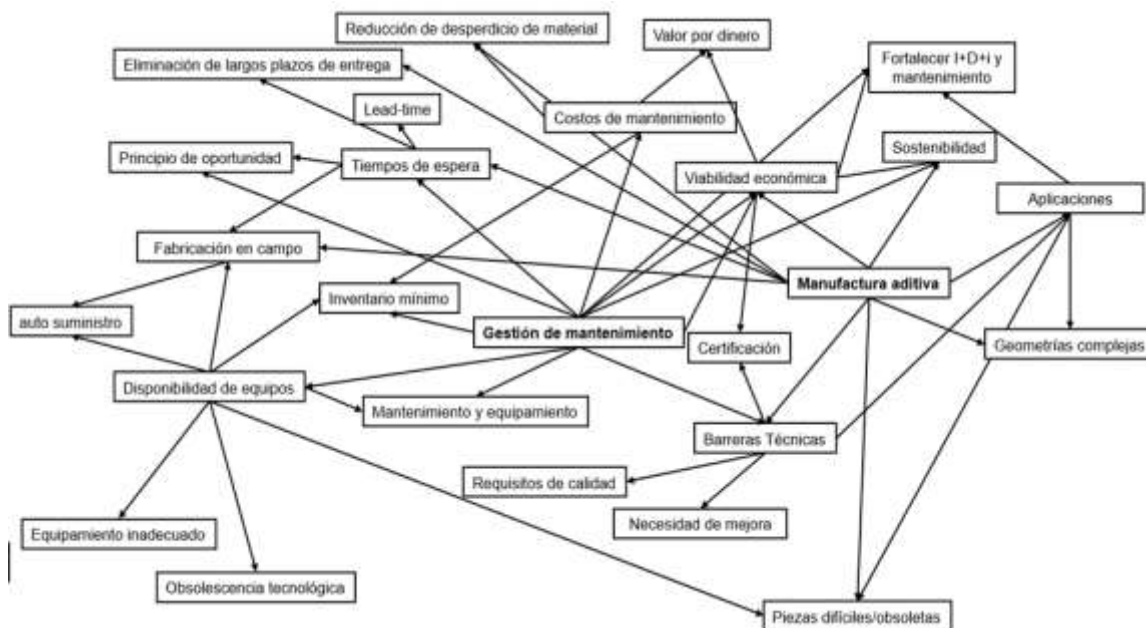 Reducción de desperdicio de material
Valor por dinero
Eliminación de largos plazos de entrega
Fortalecer I+D+i y
mantenimiento
Lead-time
Costos de mantenimiento
Sostenibilidad
Principio de oportunidad
Tiempos de espera
Viabilidad económica
Aplicaciones
Fabricación en campo
Manufactura aditiva
Inventario mínimo
auto suministro
Gestión de mantenimiento
Certificación
Geometrías complejas
Disponibilidad de equipos
Mantenimiento y equipamiento
Barreras Técnicas
Requisitos de calidad
Necesidad de mejora
Equipamiento inadecuado
Obsolescencia tecnológica
Piezas difíciles/obsoletas